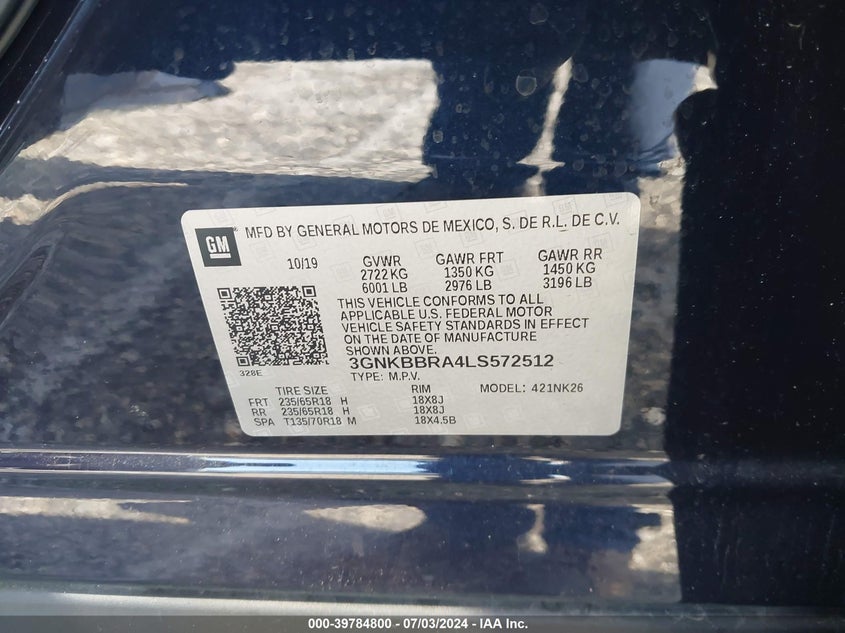 GM
MFD BY GENERAL MOTORS DE MEXICO, S. DE R.L. DE C.V.
10/19 GVWR GAWR FRT GAWR RR
2722 KG 1350 KG 1450 KG
6001 LB 2976 LB 3196 LB
THIS VEHICLE CONFORMS TO ALL
APPLICABLE U.S. FEDERAL MOTOR
VEHICLE SAFETY STANDARDS IN EFFECT
ON THE DATE OF MANUFACTURE
SHOWN ABOVE.
328E
3GNKBBRA4LS572512
TYPE: M.P.V.
TIRE SIZE RIM MODEL: 421NK26
FRT 235/65R18 H 18X8J
RR 235/65R18 H 18X8J
SPA T135/70R18 M 18X4.5B
000-39784800 - 07/03/2024 - IAAI.com